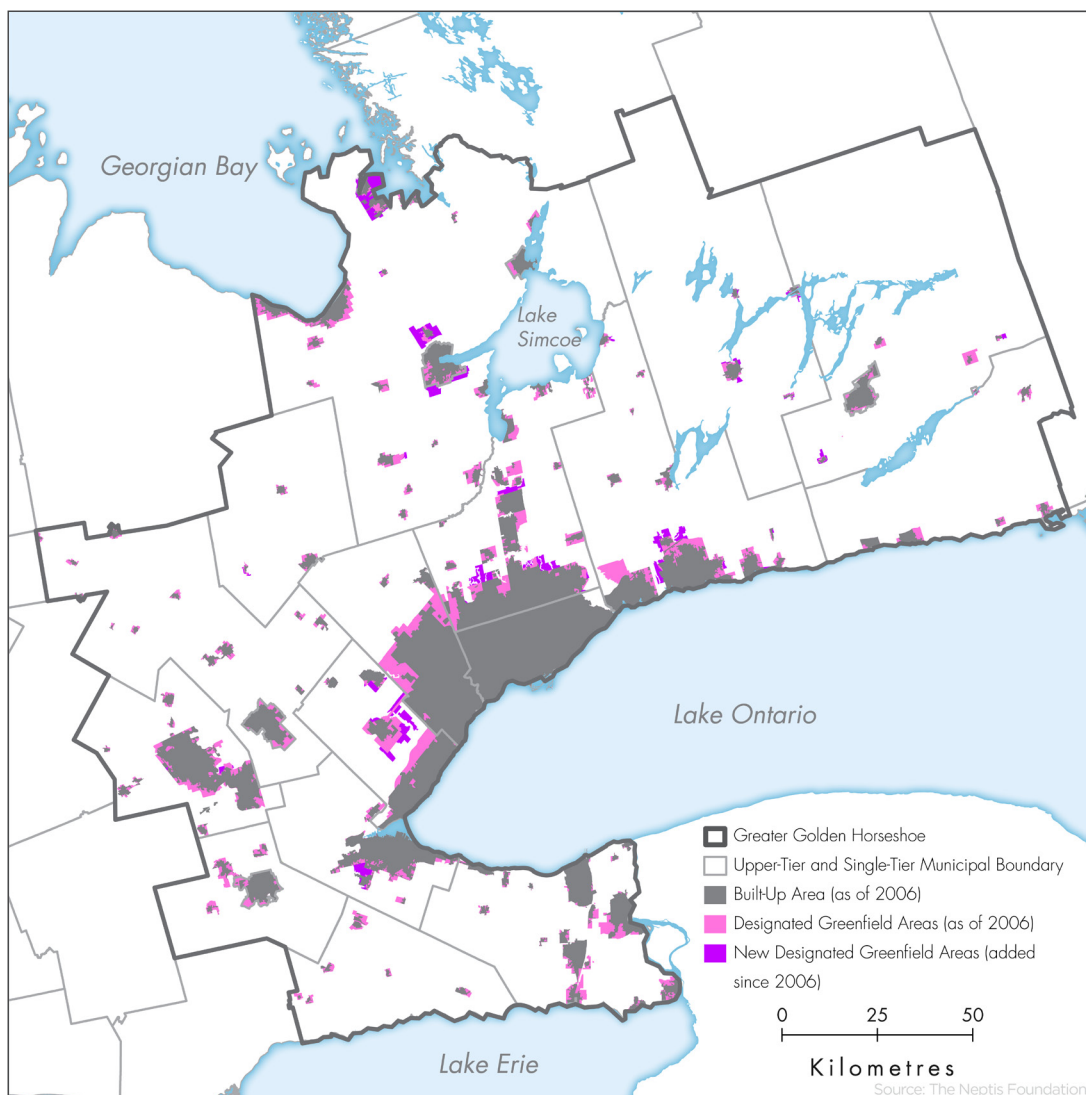 Georgian Bay
Lake
Simcoe
Lake Ontario
Greater Golden Horseshoe
Upper-Tier and Single-Tier Municipal Boundary
Built-Up Area (as of 2006)
Designated Greenfield Areas (as of 2006)
New Designated Greenfield Areas (added
since 2006)
0 25 50
Kilometres
Lake Erie
Source: The Neptis Foundation